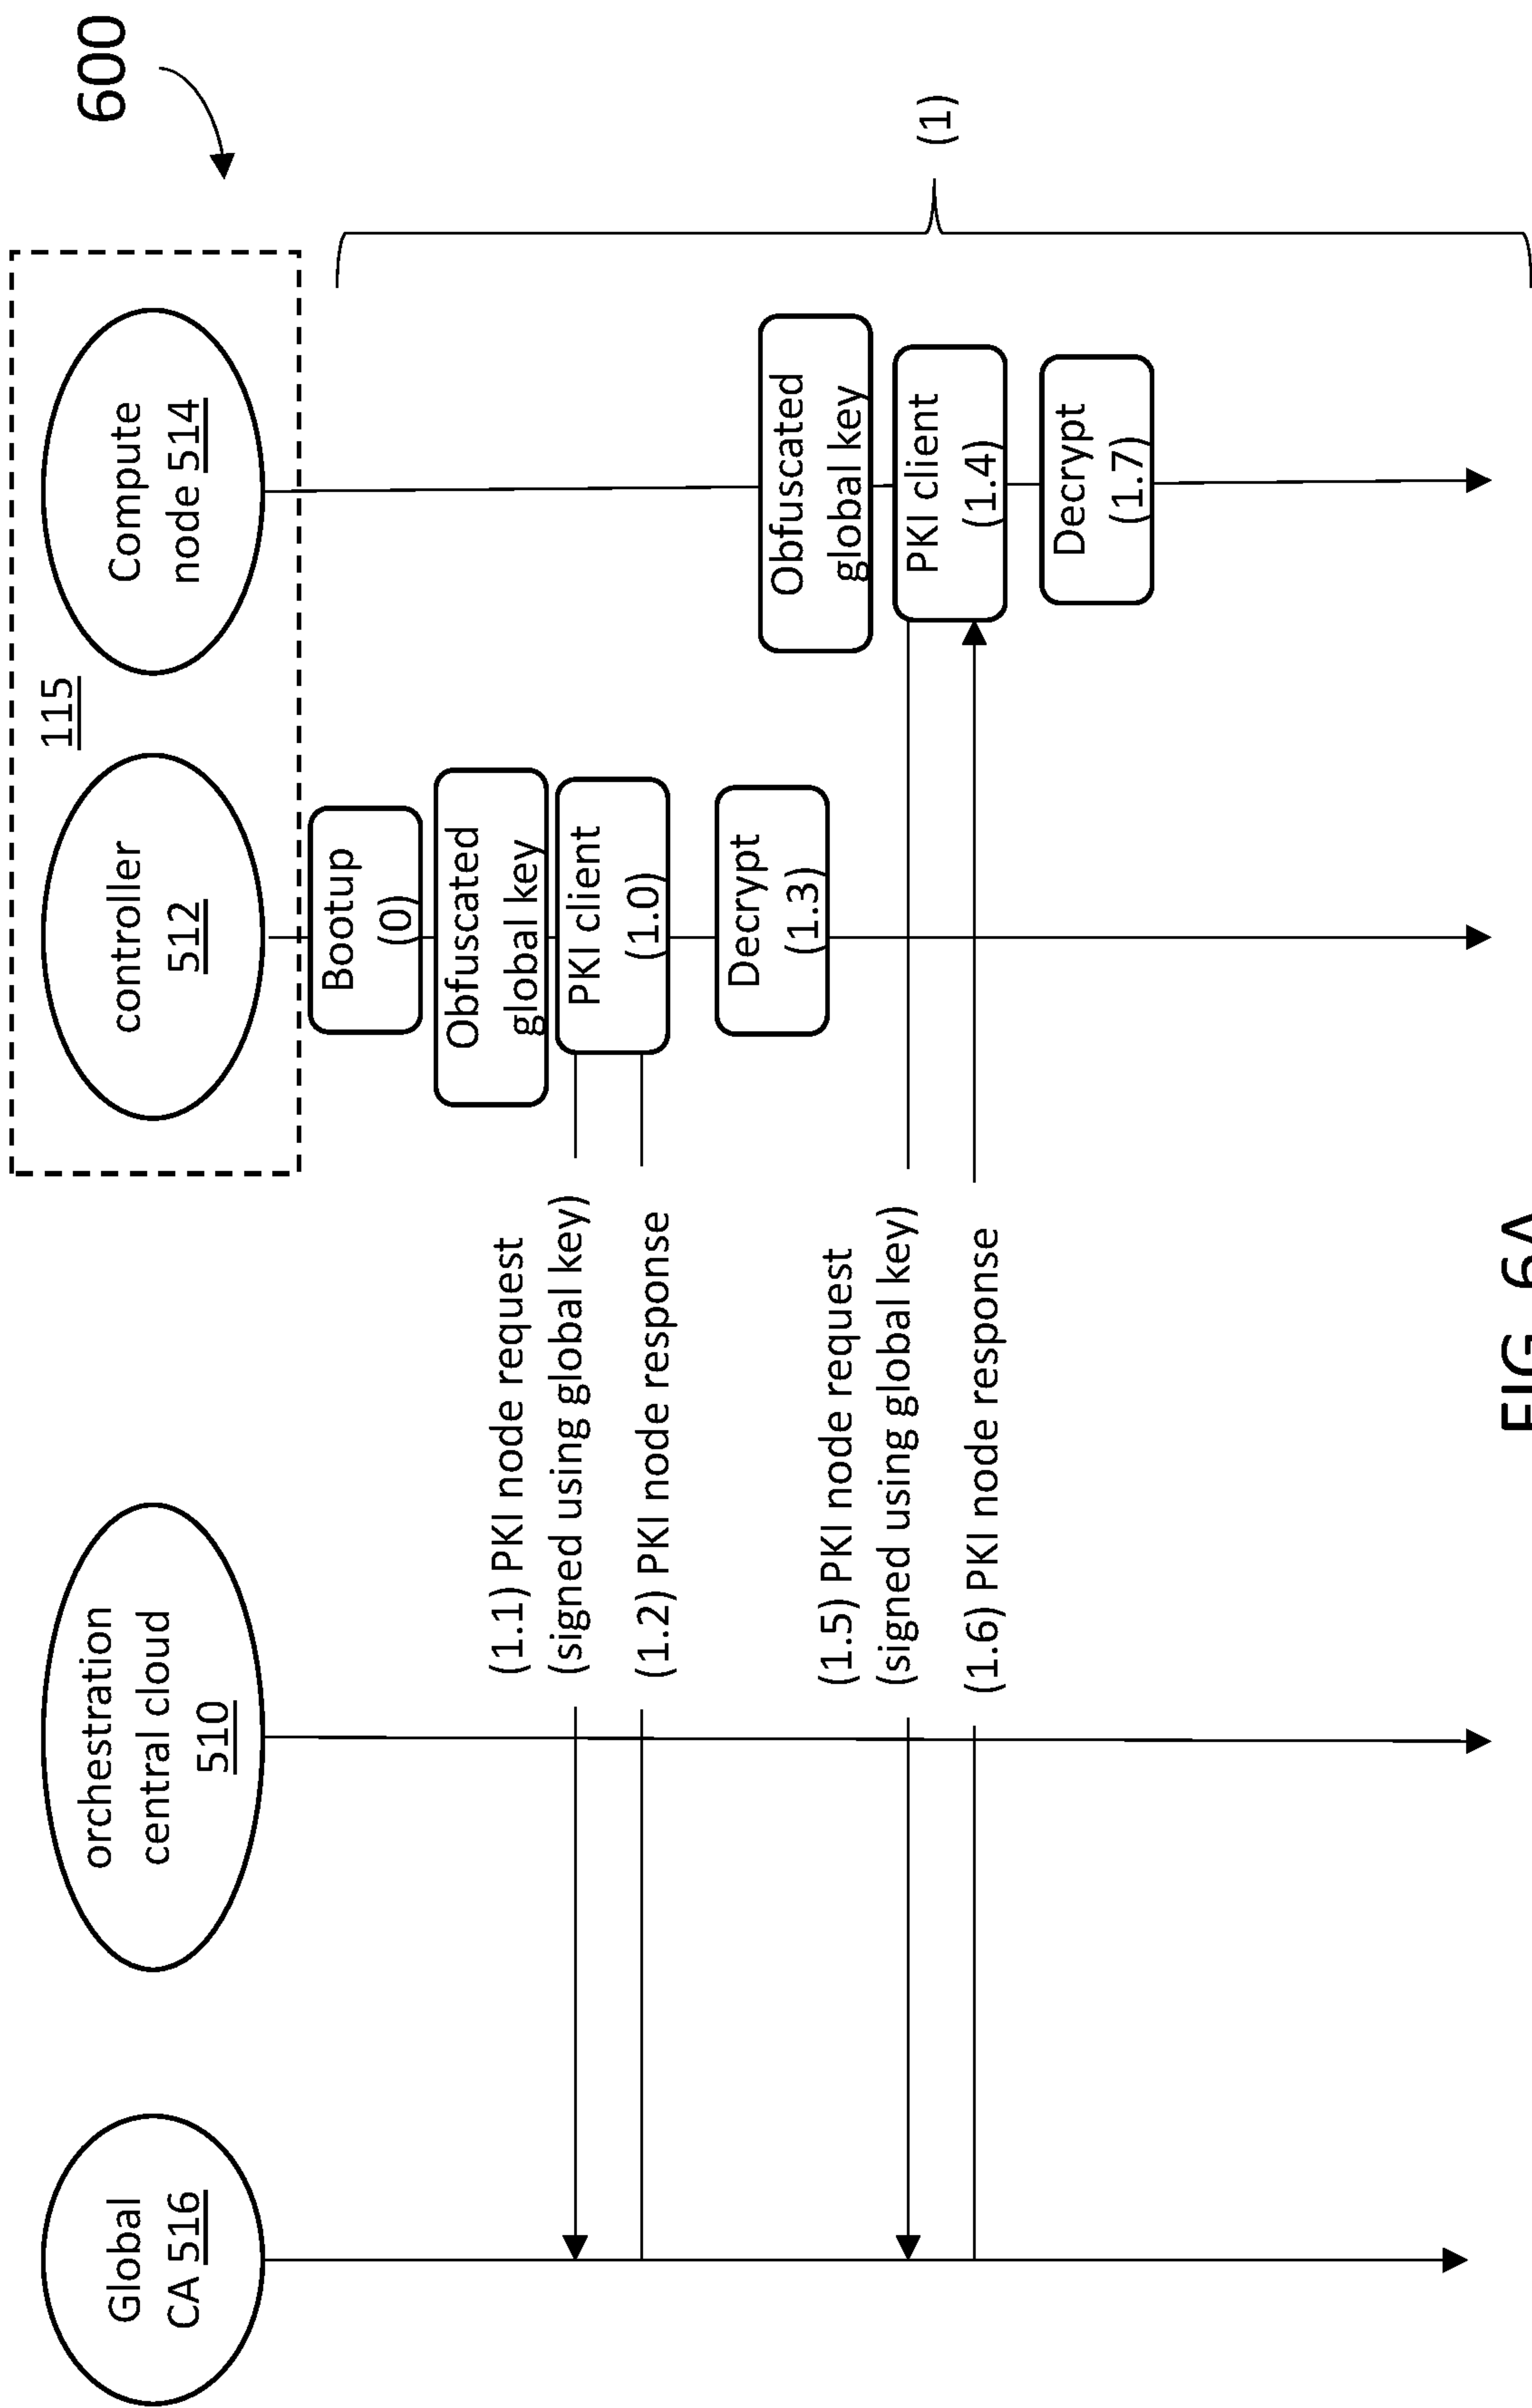 600
115
Global
CA 516
orchestration
central cloud
510
controller
512
Compute
node 514
Bootup
(0)
Obfuscated
global key
(1.1) PKI node request
(signed using global key)
PKI client
(1.0)
(1.2) PKI node response
Decrypt
(1.3)
Obfuscated
global key
(1.5) PKI node request
(signed using global key)
PKI client
(1.4)
(1.6) PKI node response
Decrypt
(1.7)
(1)
FIG. 6A